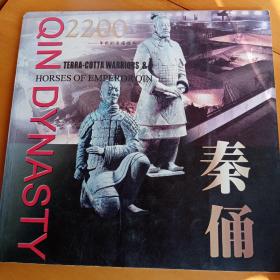 2200
TERRA-COTTA WARRIORS &
HORSES OF EMPEROR QIN
QIN DYNASTY
秦俑